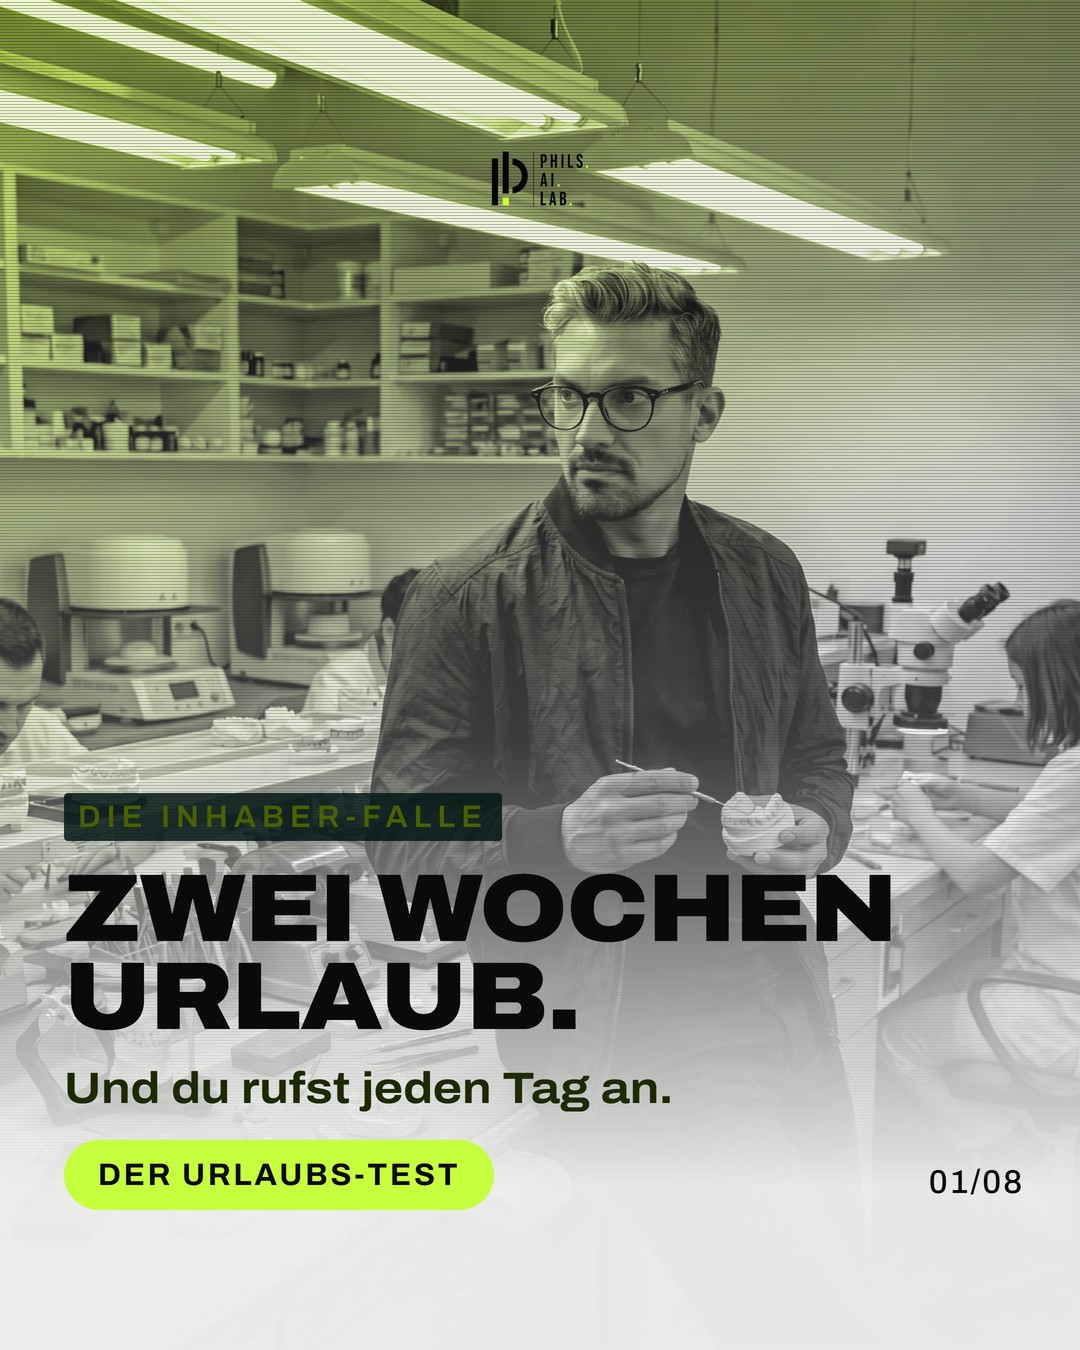 PHILS.
AI.
LAB.
DIE INHABER-FALLE
ZWEI WOCHEN
URLAUB.
Und du rufst jeden Tag an.
DER URLAUBS-TEST
01/08